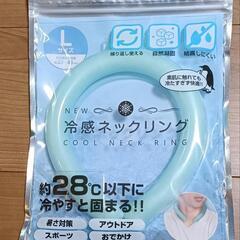 L
サイズ
繰り返し使える
自然凝固
結露しにくい
素肌に触れても
冷たすぎず快適!!
NEW
冷感ネックリング
COOL NECK RING
約28℃以下に
冷やすと固まる!!
暑さ対策
アウトドア
スポーツ
おでかけ